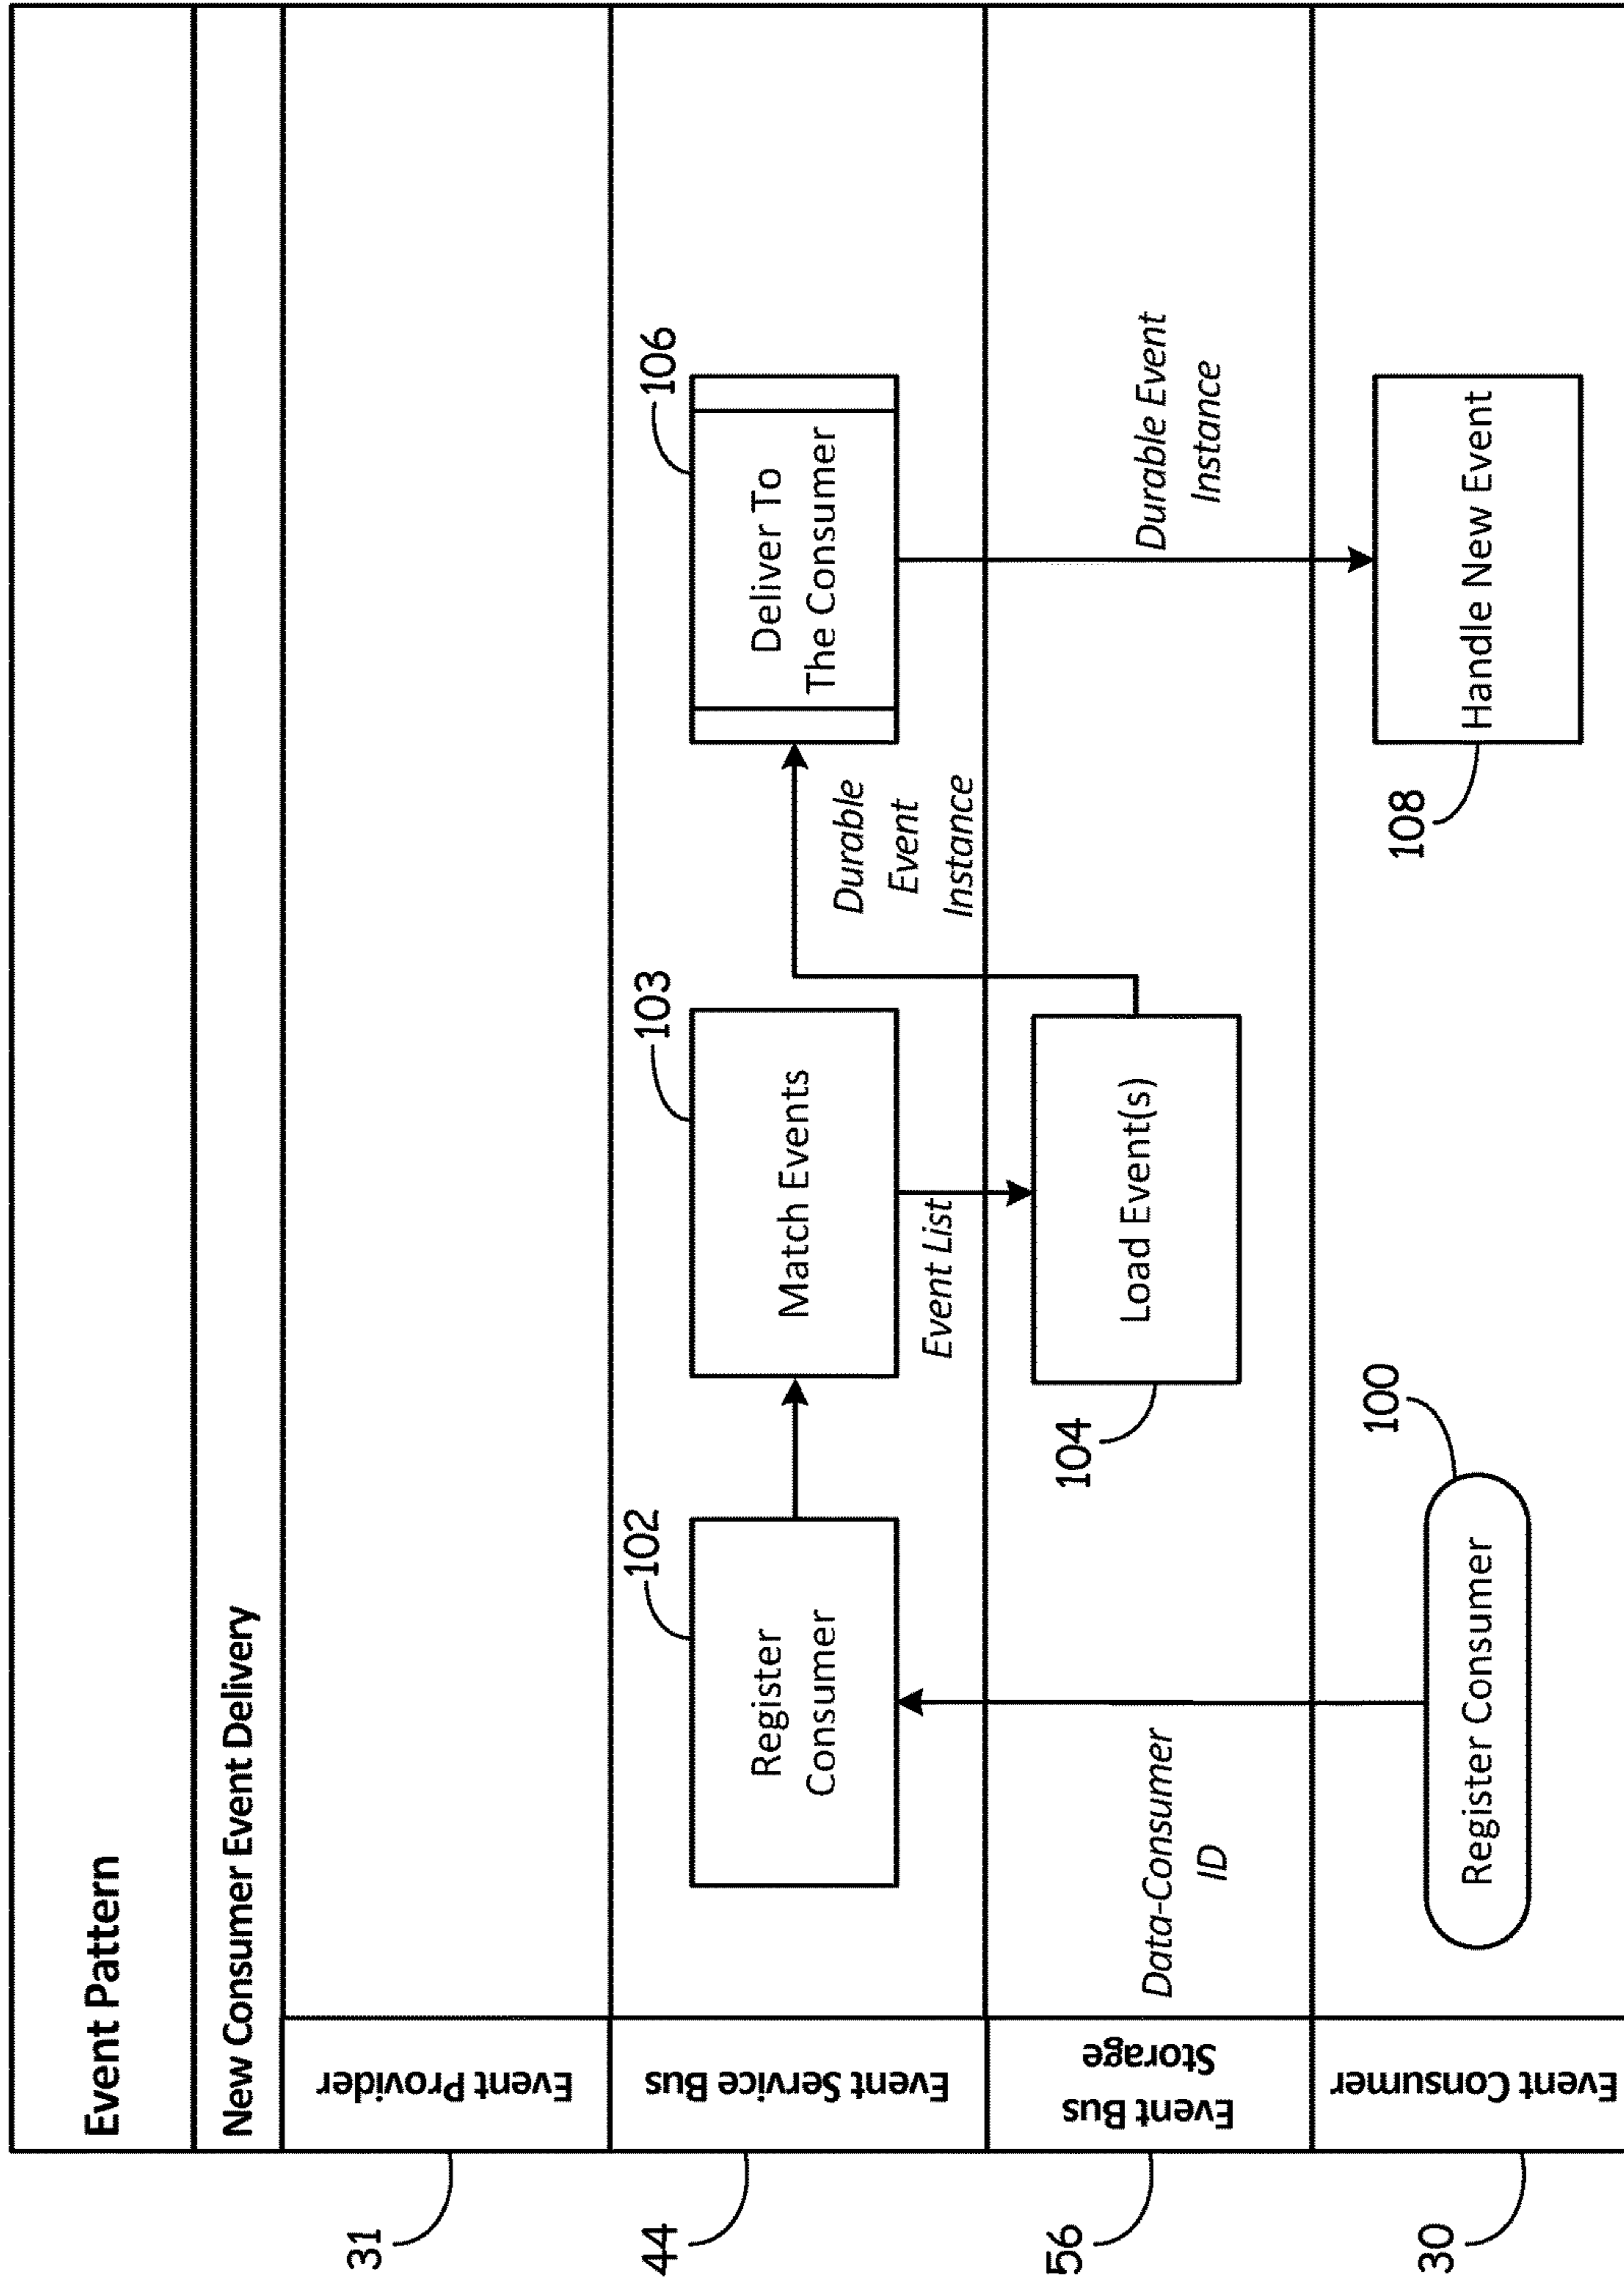 Event Pattern
New Consumer Event Delivery
31
Event Provider
44
Event Service Bus
102
Register
Consumer
103
Match Events
106
Deliver To
The Consumer
Event List
Durable
Event
Instance
56
Event Bus
Storage
Data-Consumer
ID
104
Load Event(s)
Durable Event
Instance
30
Event Consumer
100
Register Consumer
108
Handle New Event